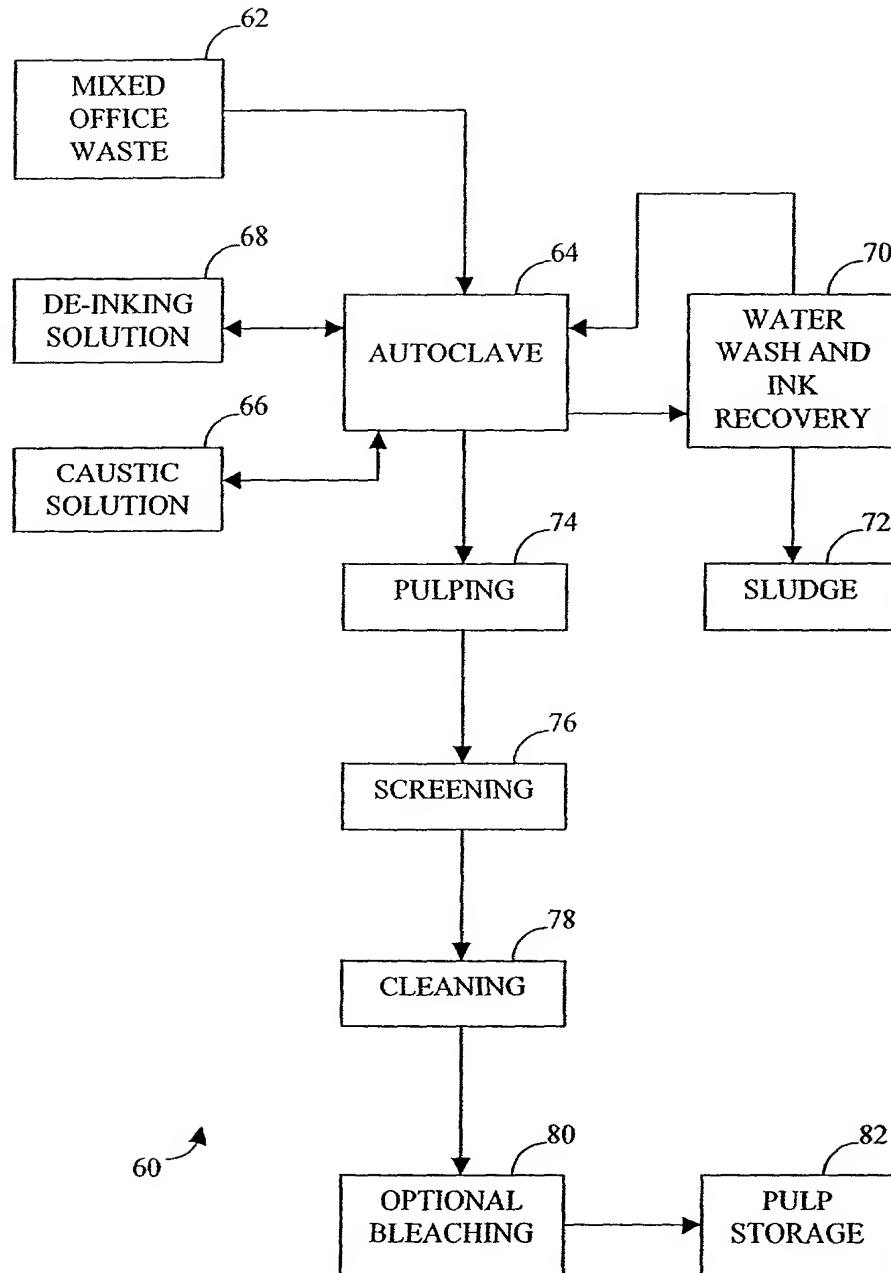 62
MIXED
OFFICE
WASTE
68
DE-INKING
SOLUTION
64
AUTOCLAVE
70
WATER
WASH AND
INK
RECOVERY
66
CAUSTIC
SOLUTION
74
PULPING
72
SLUDGE
76
SCREENING
78
CLEANING
60
80
OPTIONAL
BLEACHING
82
PULP
STORAGE